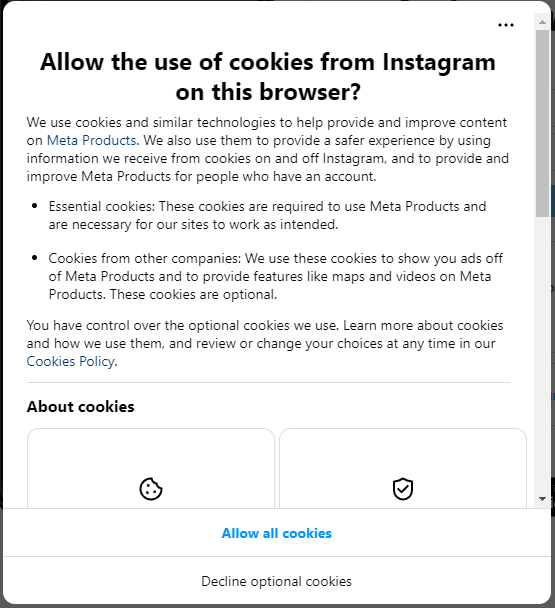 Allow the use of cookies from Instagram
on this browser?
We use cookies and similar technologies to help provide and improve content
on Meta Products. We also use them to provide a safer experience by using
information we receive from cookies on and off Instagram, and to provide and
improve Meta Products for people who have an account.
• Essential cookies: These cookies are required to use Meta Products and
are necessary for our sites to work as intended.
• Cookies from other companies: We use these cookies to show you ads off
of Meta Products and to provide features like maps and videos on Meta
Products. These cookies are optional.
You have control over the optional cookies we use. Learn more about cookies
and how we use them, and review or change your choices at any time in our
Cookies Policy.
About cookies
Allow all cookies
Decline optional cookies